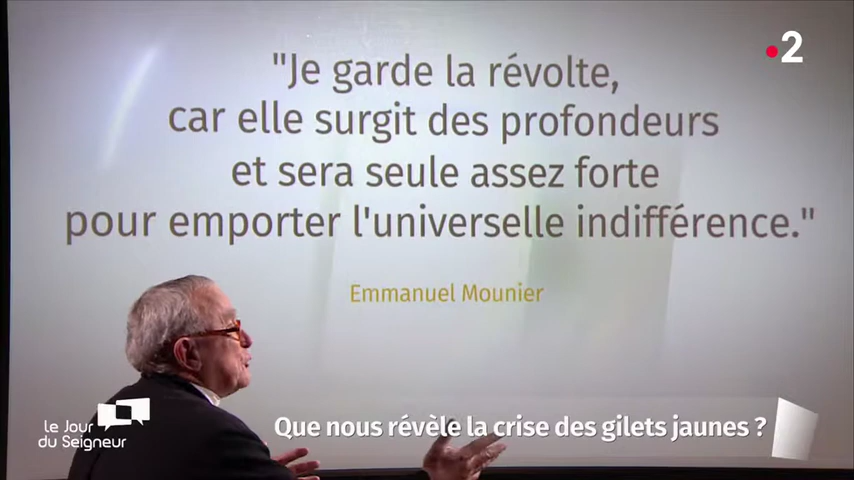 2
"Je garde la révolte,
car elle surgit des profondeurs
et sera seule assez forte
pour emporter l'universelle indifférence."
Emmanuel Mounier
le Jour
du Seigneur
Que nous révèle la crise des gilets jaunes ?